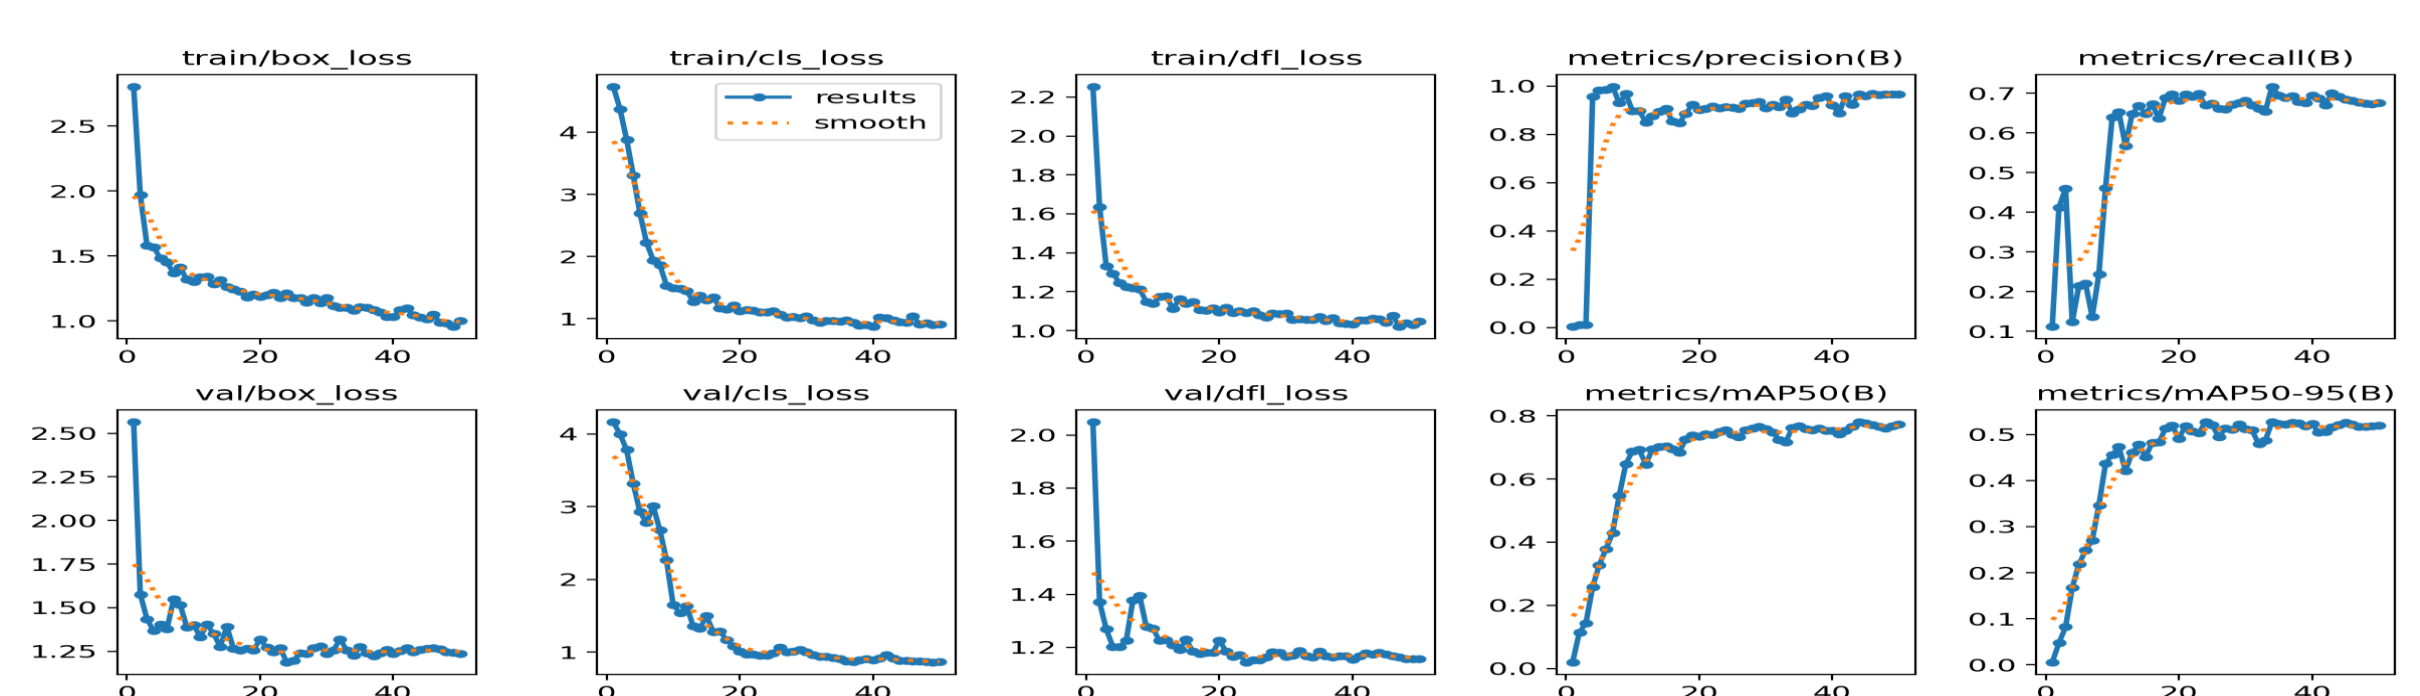 train/box_loss
train/cls_loss
train/dfl_loss
metrics/precision(B)
metrics/recall(B)
results
smooth
2.5
2.0
1.5
1.0
4
3
2
1
2.2
2.0
1.8
1.6
1.4
1.2
1.0
1.0
0.8
0.6
0.4
0.2
0.0
0.7
0.6
0.5
0.4
0.3
0.2
0.1
0 20 40
0 20 40
0 20 40
0 20 40
0 20 40
val/box_loss
val/cls_loss
val/dfl_loss
metrics/mAP50(B)
metrics/mAP50-95(B)
2.50
2.25
2.00
1.75
1.50
1.25
4
3
2
1
2.0
1.8
1.6
1.4
1.2
0.8
0.6
0.4
0.2
0.0
0.5
0.4
0.3
0.2
0.1
0.0
0 20 40
0 20 40
0 20 40
0 20 40
0 20 40